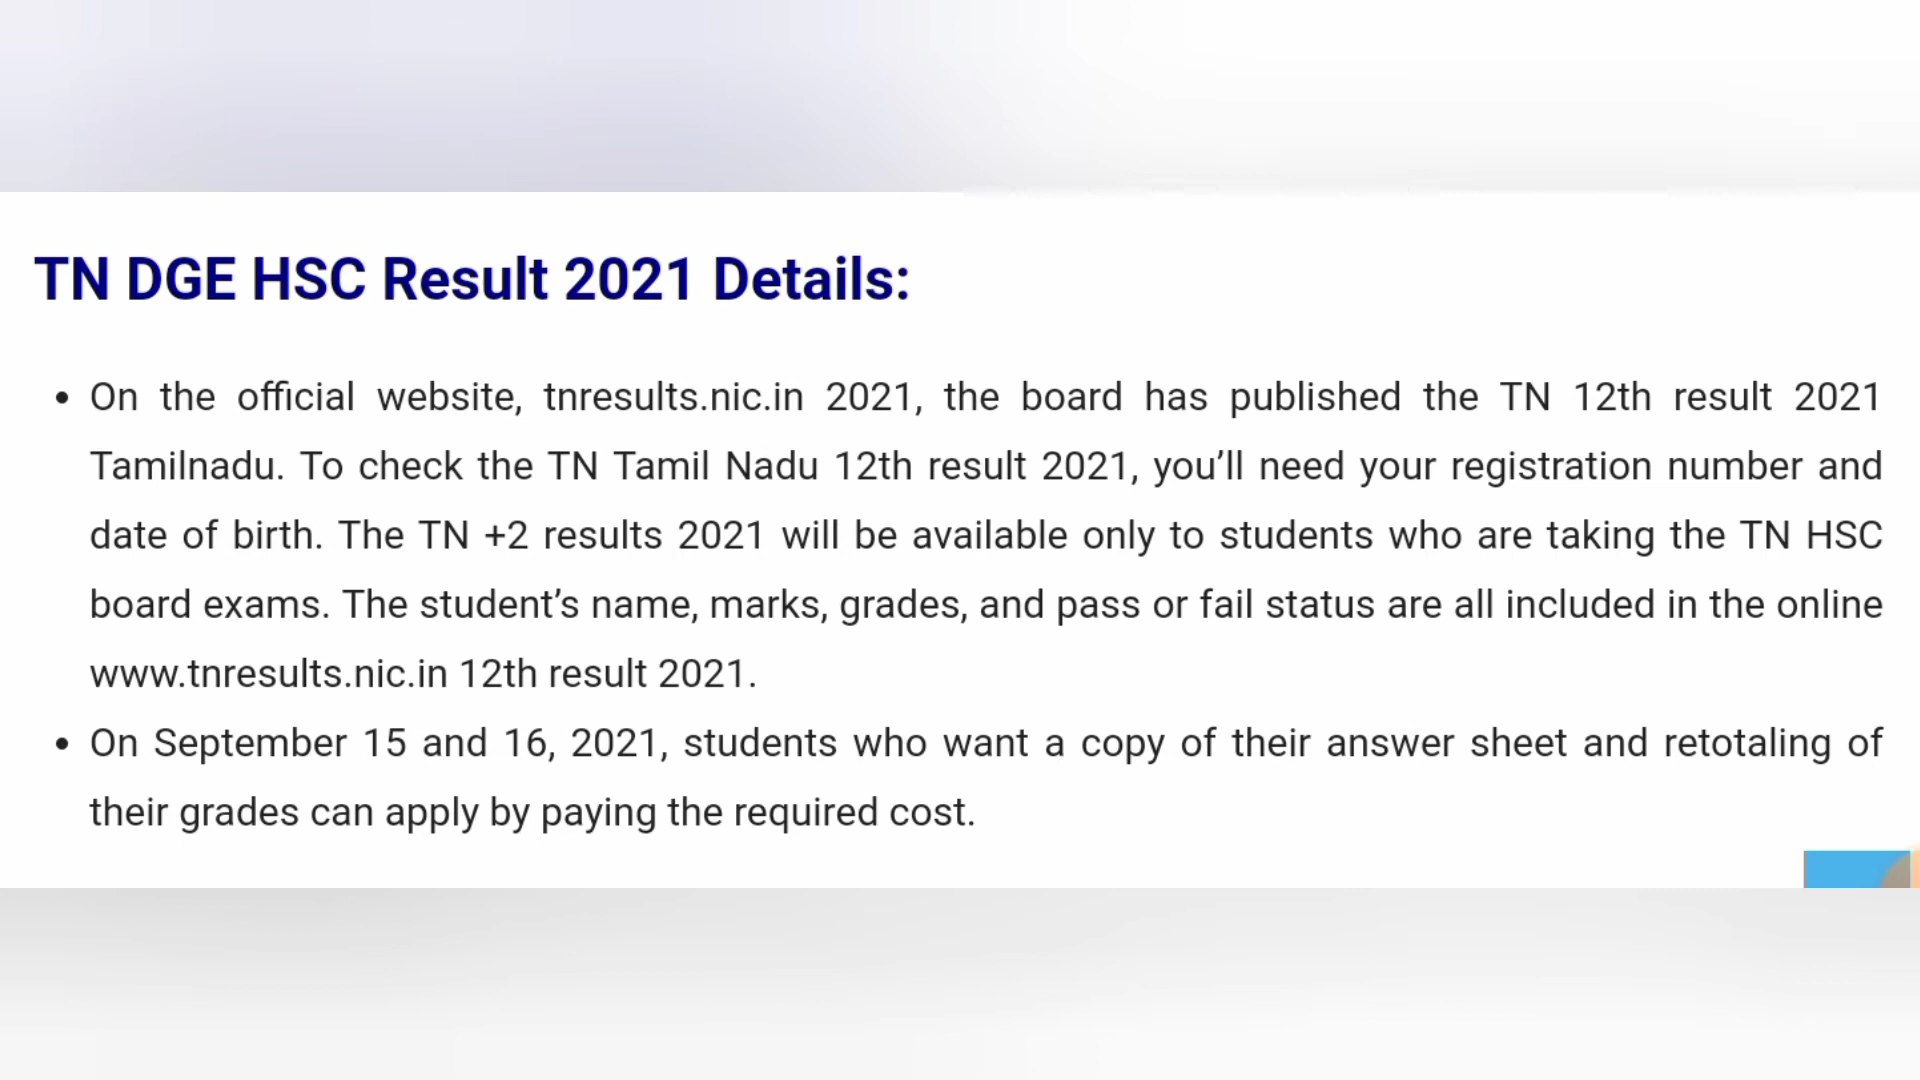 TN DGE HSC Result 2021 Details:
• On the official website, tnresults.nic.in 2021, the board has published the TN 12th result 2021
Tamilnadu. To check the TN Tamil Nadu 12th result 2021, you’ll need your registration number and
date of birth. The TN +2 results 2021 will be available only to students who are taking the TN HSC
board exams. The student’s name, marks, grades, and pass or fail status are all included in the online
www.tnresults.nic.in 12th result 2021.
• On September 15 and 16, 2021, students who want a copy of their answer sheet and retotaling of
their grades can apply by paying the required cost.